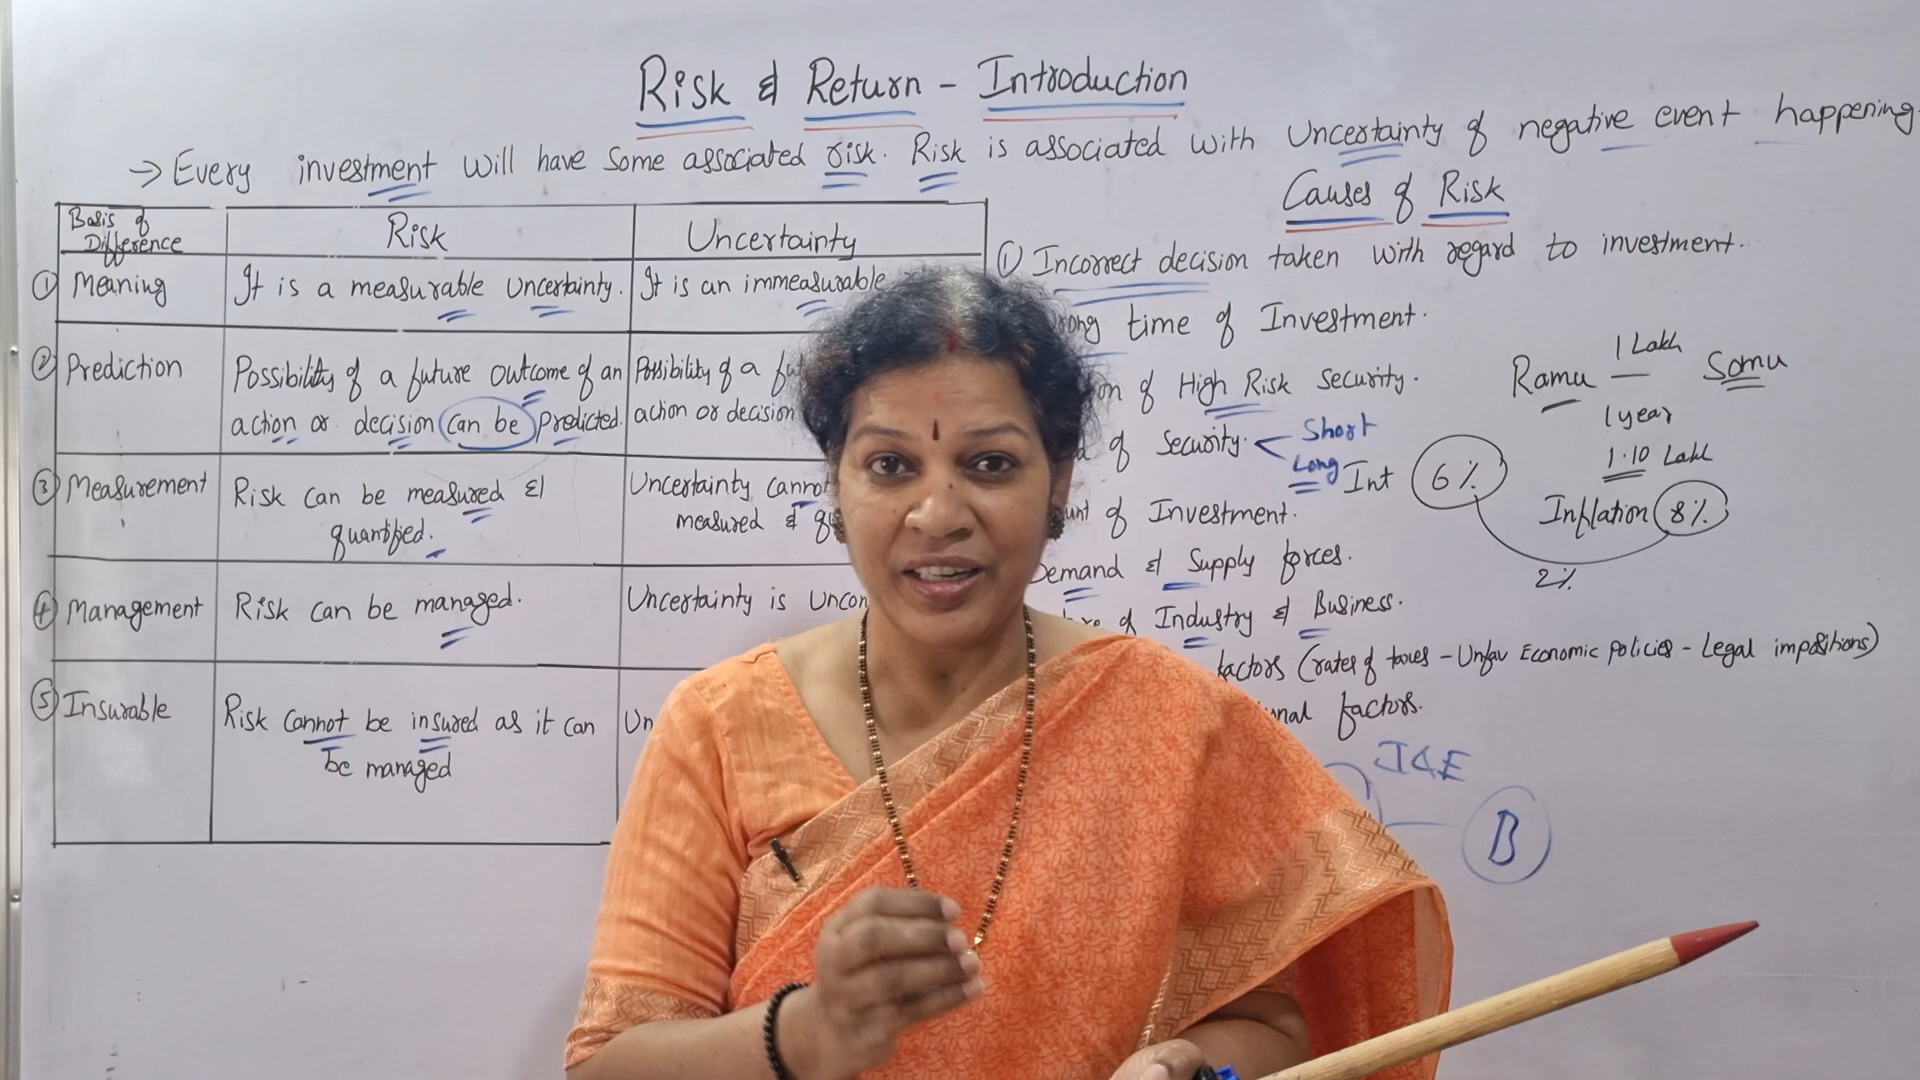 Risk & Return - Introduction
→ Every investment will have some associated risk. Risk is associated with Uncertainty of negative event happening.
Basis of Difference
Risk
Uncertainty
① Meaning
It is a measurable uncertainty.
It is an immeasurable
② Prediction
Possibility of a future outcome of an
action or decision can be Predicted.
Possibility of a
action or decision
③ Measurement
Risk can be measured &
quantified.
Uncertainty cannot
measured &
④ Management
Risk can be managed.
Uncertainty is
⑤ Insurable
Risk cannot be insured as it can
be managed
Causes of Risk
① Incorrect decision taken with regard to investment.
time of Investment.
of High Risk Security.
of Security.
Short
Long
of Investment.
Demand & Supply forces.
of Industry & Business.
factors (rates of taxes - Unfav Economic policies - Legal impositions)
factors.
Ramu
1 Lakh
Somu
1 year
1.10 Lakh
Int 6%
Inflation 8%
2%
B